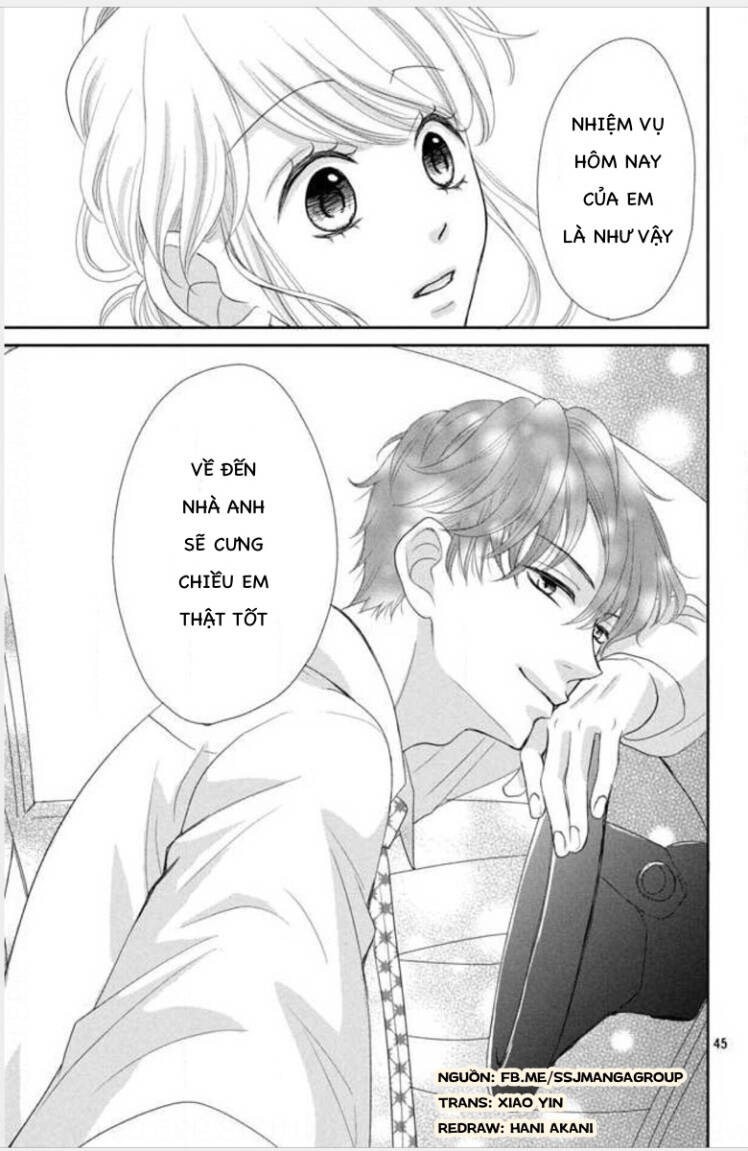 NHIỆM VỤ
HÔM NAY
CỦA EM
LÀ NHƯ VẬY
VỀ ĐẾN
NHÀ ANH
SẼ CƯNG
CHIỀU EM
THẬT TỐT
45
NGUỒN: FB.ME/SSJMANGAGROUP
TRANS: XIAO YIN
REDRAW: HANI AKANI